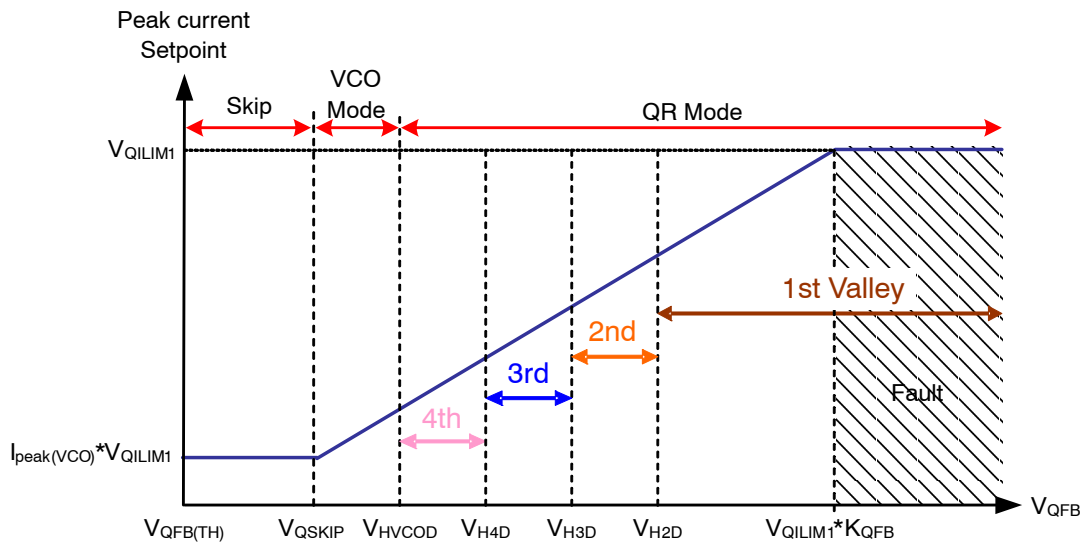 Peak current
Setpoint
VCO
Mode
Skip
QR Mode
VQILIM1
1st Valley
2nd
3rd
4th
Fault
Ipeak(VCO)*VQILIM1
VQFB
VQFB(TH)
VQSKIP
VHVCOD
VH4D
VH3D
VH2D
VQILIM1*KQFB